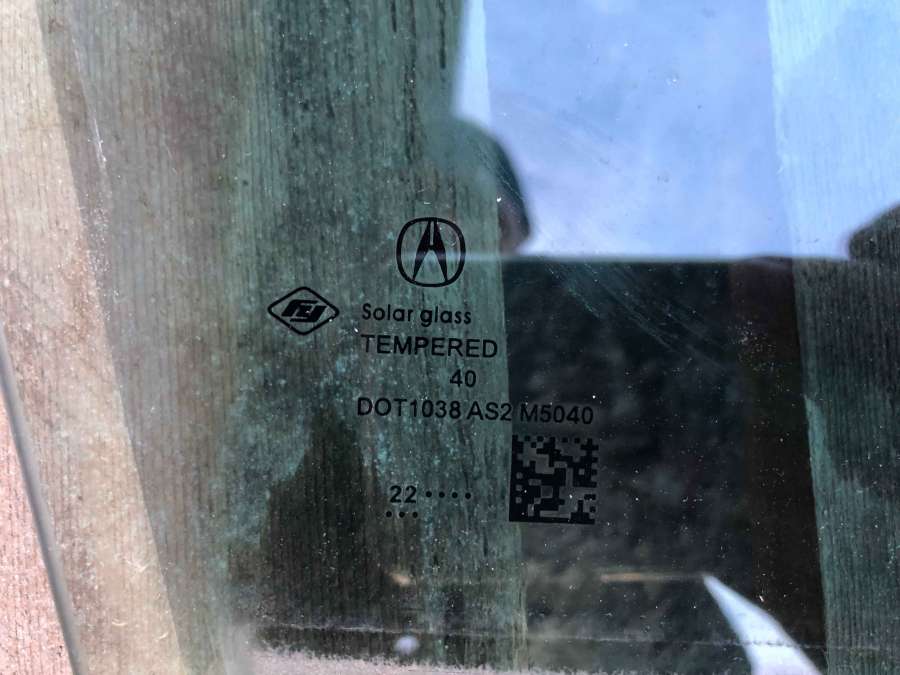 Solar glass
TEMPERED
40
DOT1038 AS2 M5040
22 ····
···